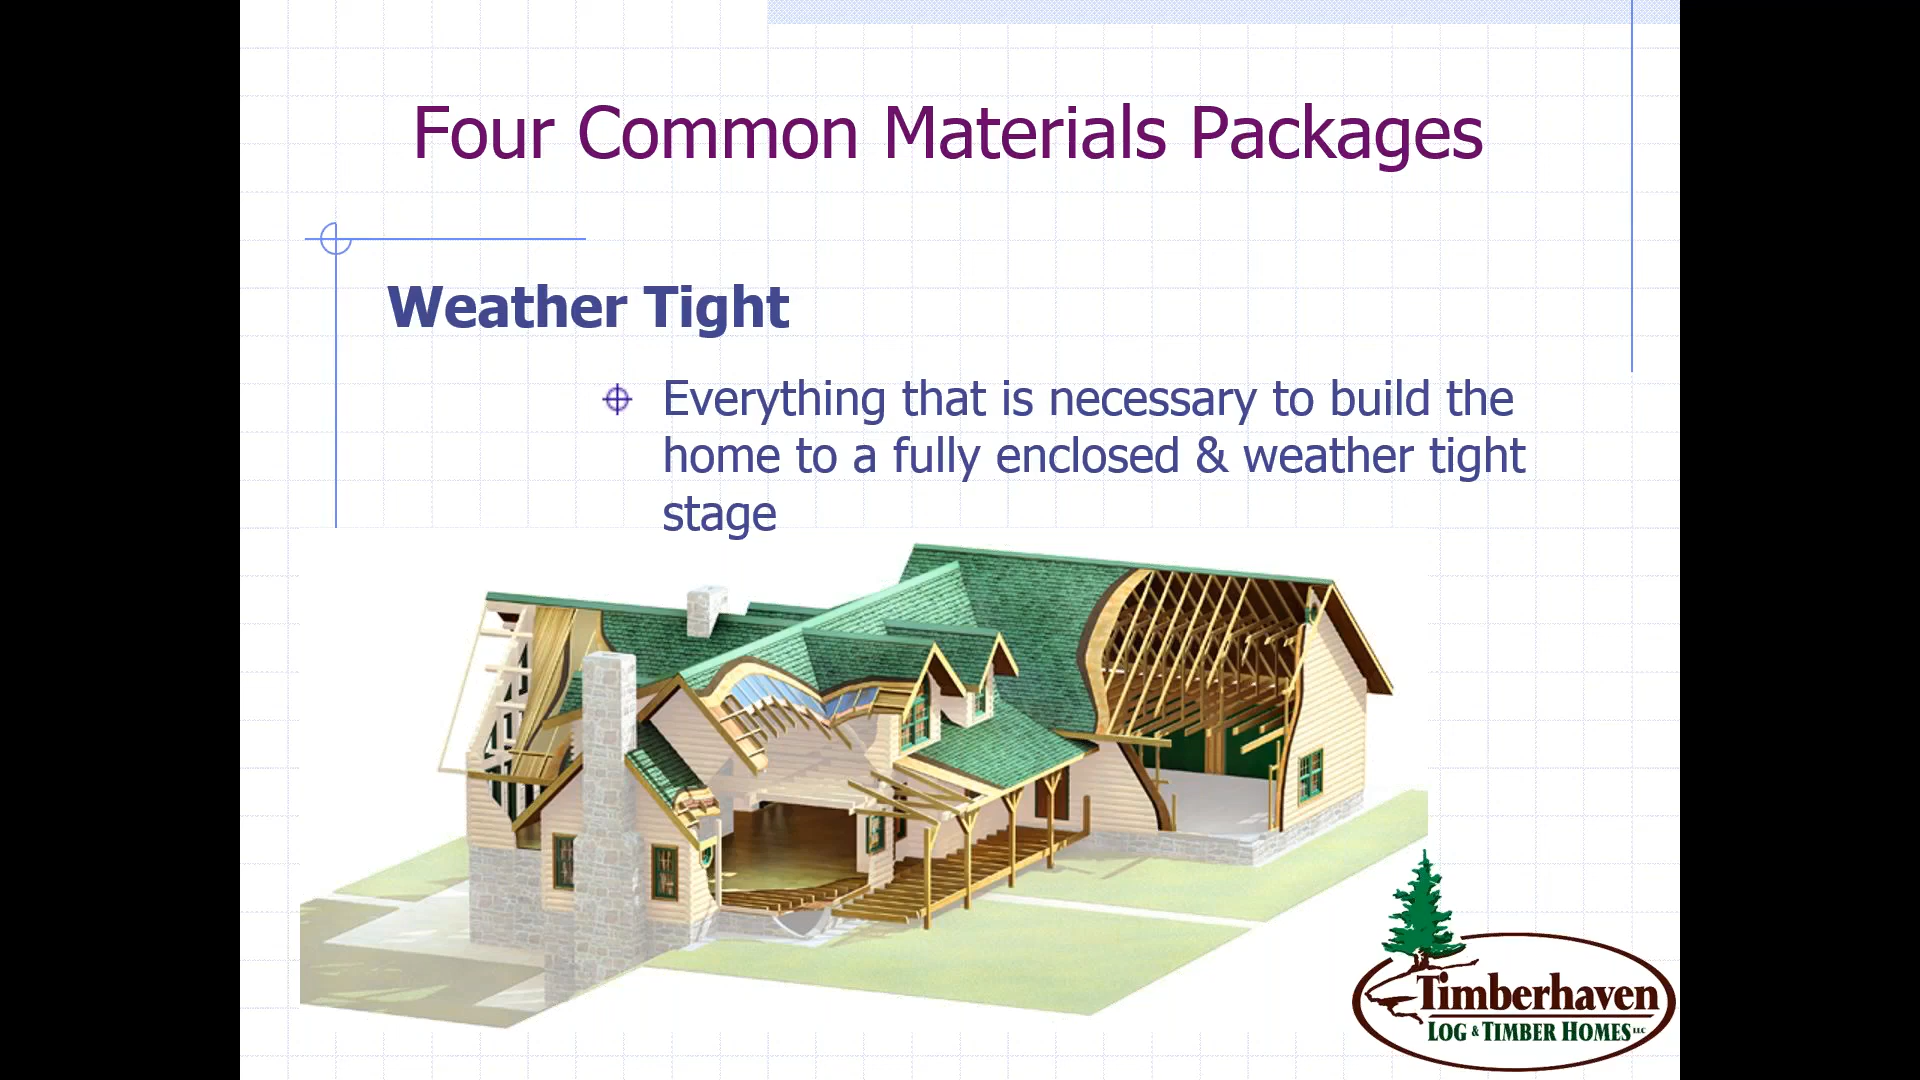 Four Common Materials Packages
Weather Tight
Everything that is necessary to build the
home to a fully enclosed & weather tight
stage
Timberhaven
LOG & TIMBER HOMES LLC